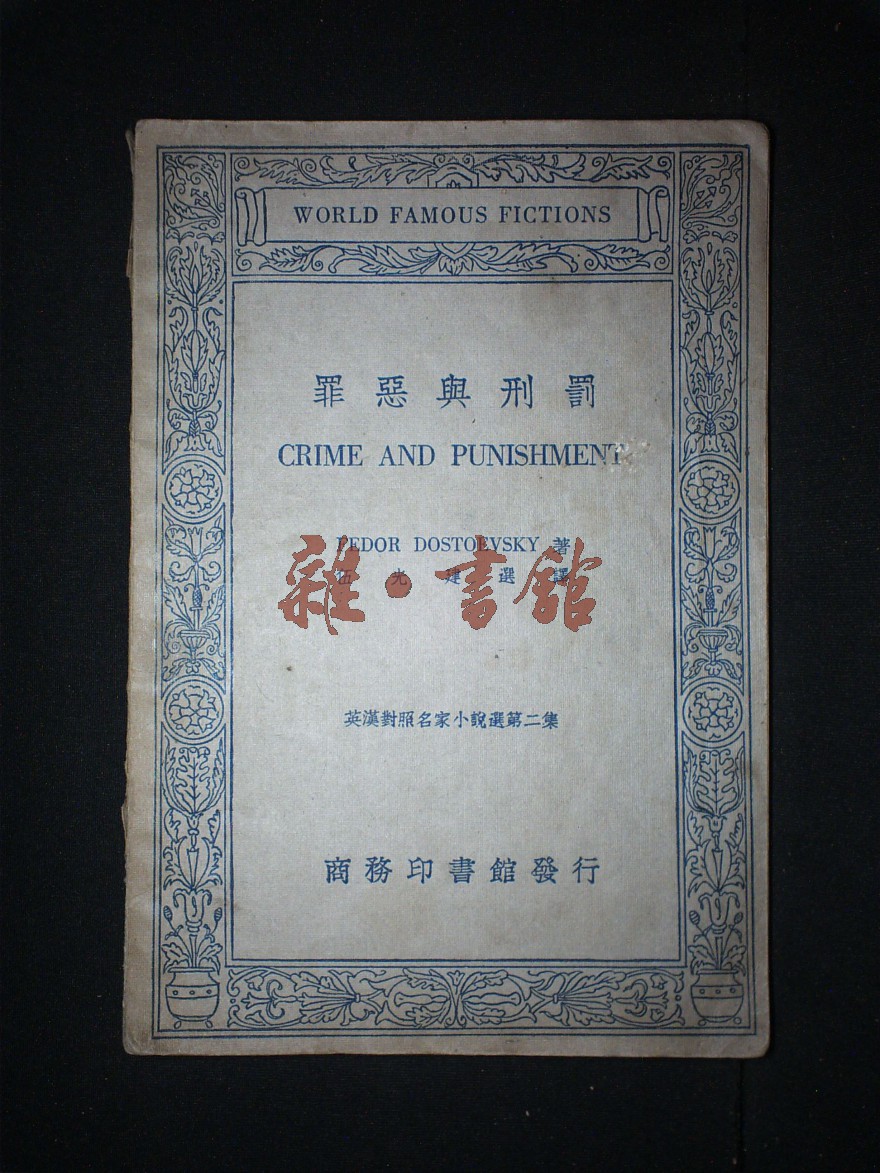 WORLD FAMOUS FICTIONS
罪惡與刑罰
CRIME AND PUNISHMENT
FEDOR DOSTOEVSKY 著
伍光建選譯
雜·書館
英漢對照名家小說選第二集
商務印書館發行